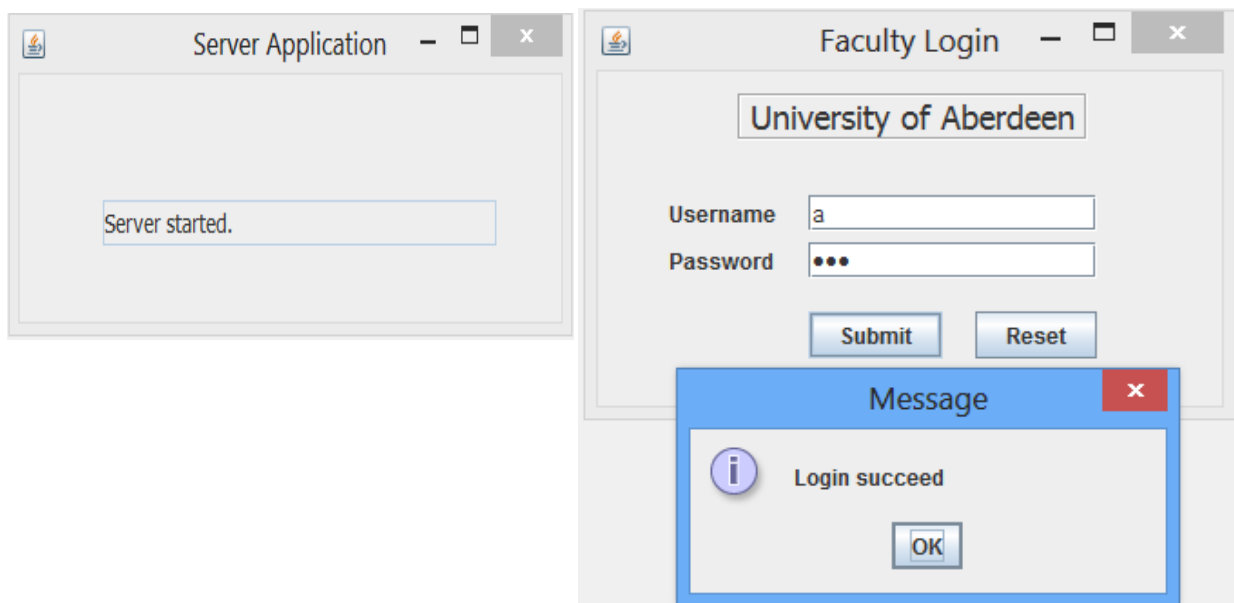 Server Application
Server started.
Faculty Login
University of Aberdeen
Username a
Password •••
Submit Reset
Message
i
Login succeed
OK